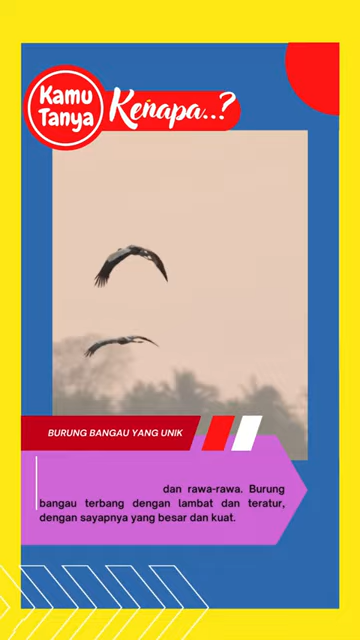 Kamu
Tanya
Kenapa..?
BURUNG BANGAU YANG UNIK
dan rawa-rawa. Burung
bangau terbang dengan lambat dan teratur,
dengan sayapnya yang besar dan kuat.